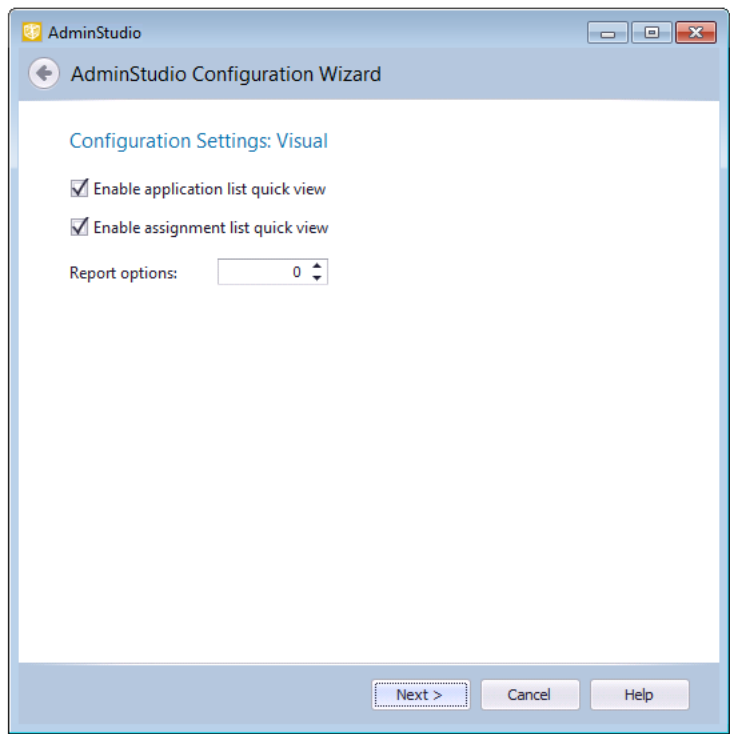 AdminStudio
AdminStudio Configuration Wizard
Configuration Settings: Visual
Enable application list quick view
Enable assignment list quick view
Report options: 0
Next > Cancel Help